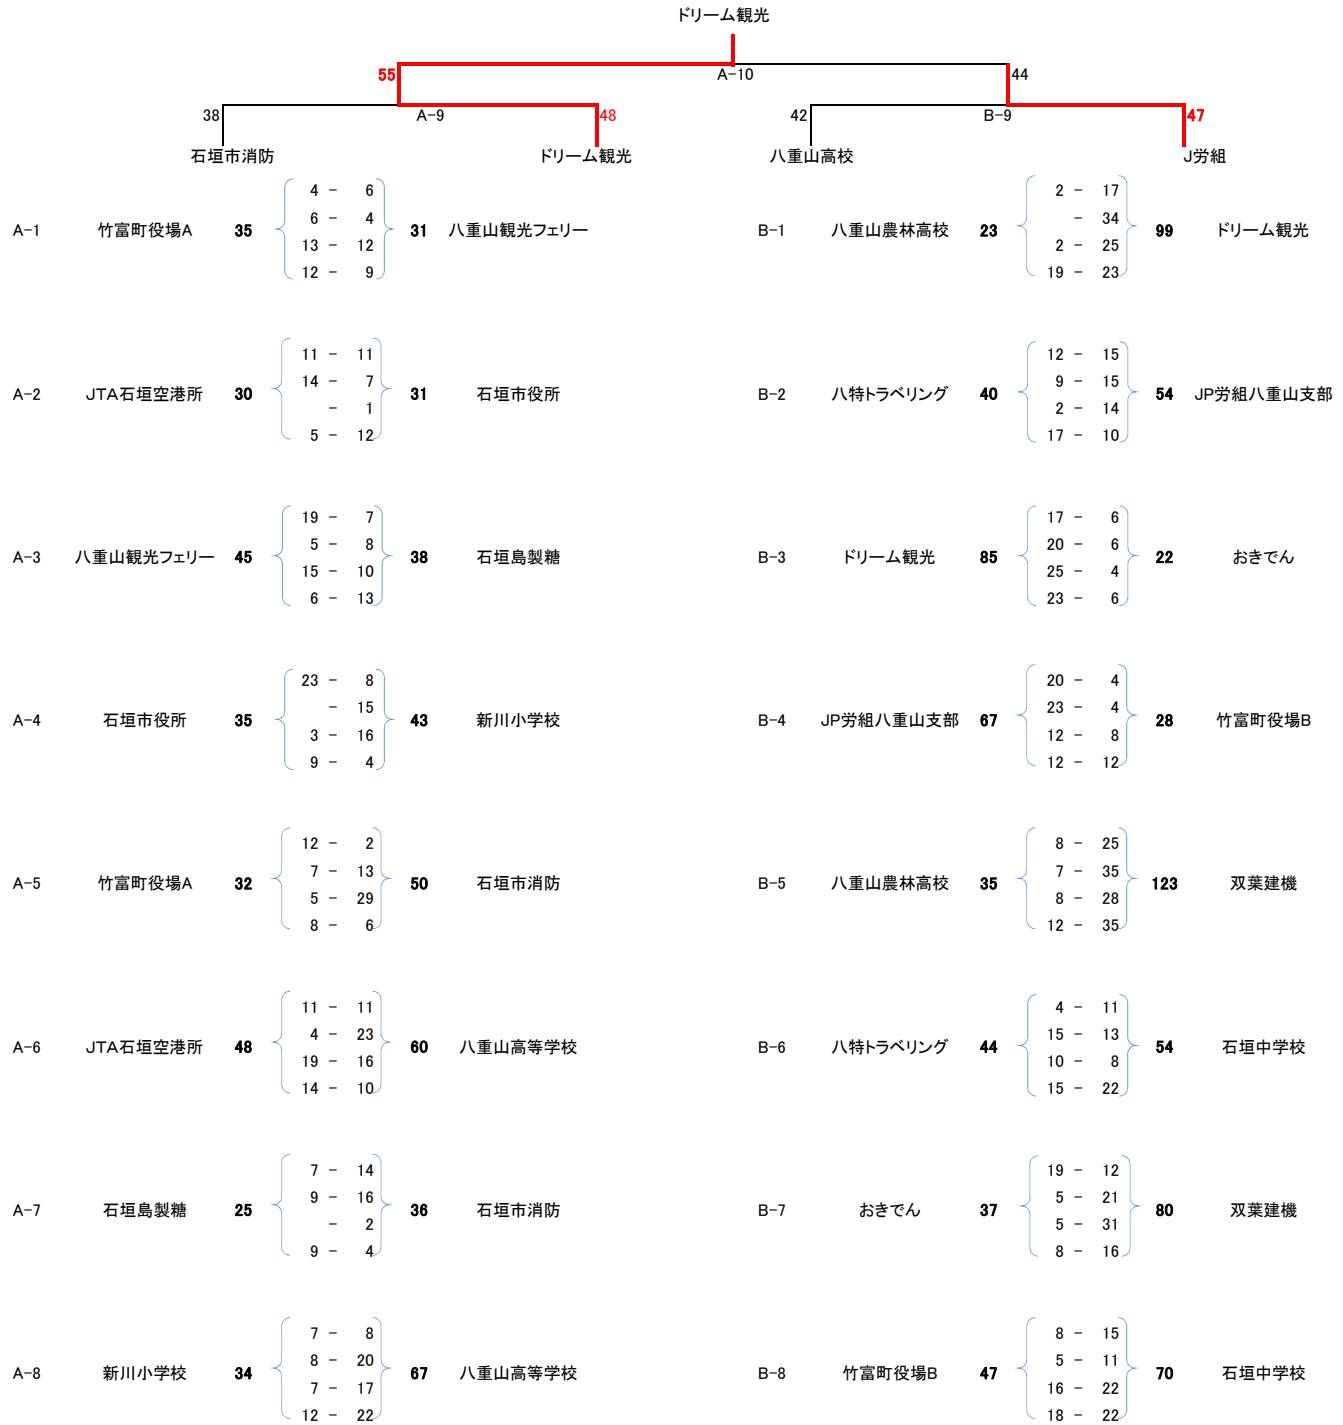 ドリーム観光
55 A-10 44
38 A-9 48 42 B-9 47
石垣市消防 ドリーム観光 八重山高校 J労組
4 - 6 2 - 17
6 - 4 - 34
A-1 竹富町役場A 35 31 八重山観光フェリー B-1 八重山農林高校 23 99 ドリーム観光
13 - 12 2 - 25
12 - 9 19 - 23
11 - 11 12 - 15
14 - 7 9 - 15
A-2 JTA石垣空港所 30 31 石垣市役所 B-2 八特トラベリング 40 54 JP労組八重山支部
- 1 2 - 14
5 - 12 17 - 10
19 - 7 17 - 6
5 - 8 20 - 6
A-3 八重山観光フェリー 45 38 石垣島製糖 B-3 ドリーム観光 85 22 おきでん
15 - 10 25 - 4
6 - 13 23 - 6
23 - 8 20 - 4
- 15 23 - 4
A-4 石垣市役所 35 43 新川小学校 B-4 JP労組八重山支部 67 28 竹富町役場B
3 - 16 12 - 8
9 - 4 12 - 12
12 - 2 8 - 25
7 - 13 7 - 35
A-5 竹富町役場A 32 50 石垣市消防 B-5 八重山農林高校 35 123 双葉建機
5 - 29 8 - 28
8 - 6 12 - 35
11 - 11 4 - 11
4 - 23 15 - 13
A-6 JTA石垣空港所 48 60 八重山高等学校 B-6 八特トラベリング 44 54 石垣中学校
19 - 16 10 - 8
14 - 10 15 - 22
7 - 14 19 - 12
9 - 16 5 - 21
A-7 石垣島製糖 25 36 石垣市消防 B-7 おきでん 37 80 双葉建機
- 2 5 - 31
9 - 4 8 - 16
7 - 8 8 - 15
8 - 20 5 - 11
A-8 新川小学校 34 67 八重山高等学校 B-8 竹富町役場B 47 70 石垣中学校
7 - 17 16 - 22
12 - 22 18 - 22